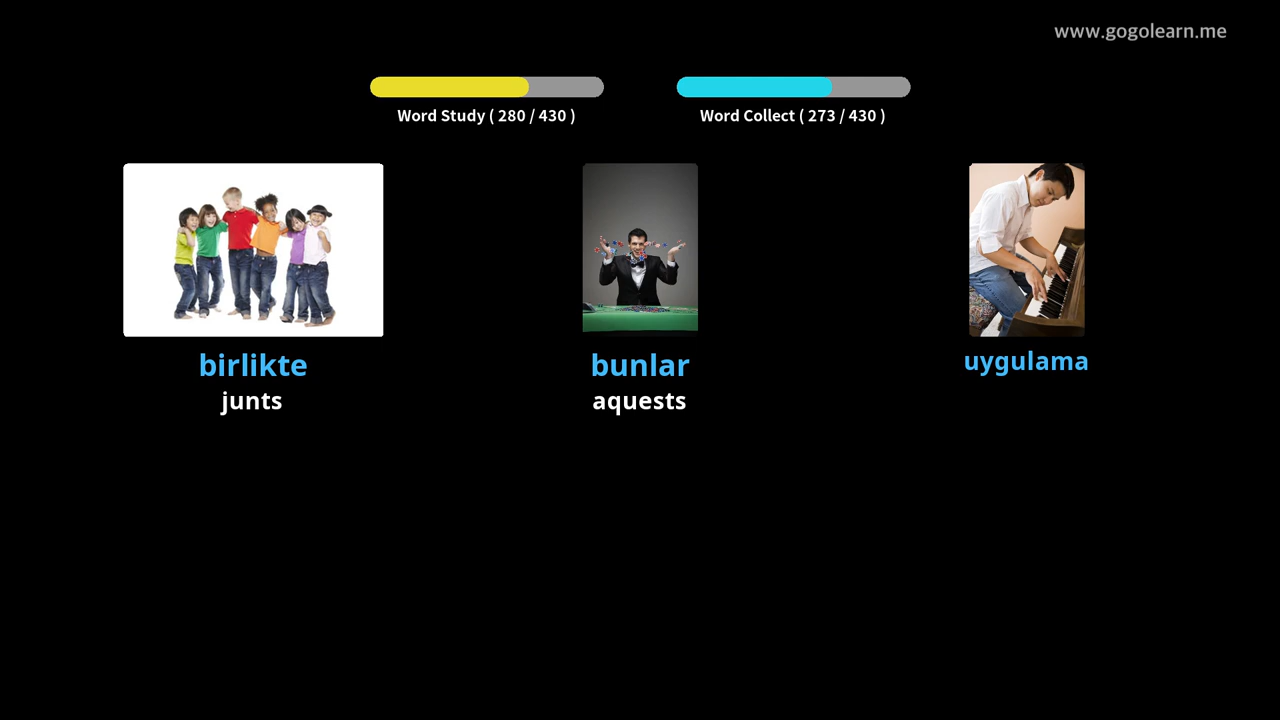 www.gogolearn.me
Word Study ( 280 / 430 )
Word Collect ( 273 / 430 )
birlikte
junts
bunlar
aquests
uygulama